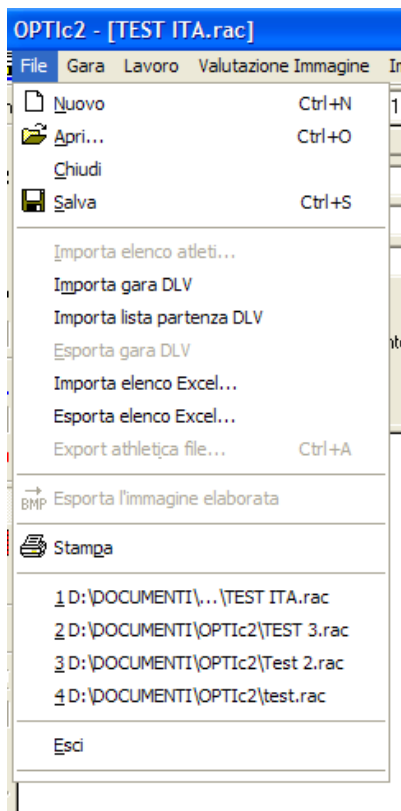 OPTIc2 - [TEST ITA.rac]
File Gara Lavoro Valutazione Immagine
Nuovo Ctrl+N
Apri... Ctrl+O
Chiudi
Salva Ctrl+S
Importa elenco atleti...
Importa gara DLV
Importa lista partenza DLV
Esporta gara DLV
Importa elenco Excel...
Esporta elenco Excel...
Export athletica file... Ctrl+A
BMP Esporta l'immagine elaborata
Stampa
1 D:\DOCUMENTI\...\TEST ITA.rac
2 D:\DOCUMENTI\OPTIc2\TEST 3.rac
3 D:\DOCUMENTI\OPTIc2\Test 2.rac
4 D:\DOCUMENTI\OPTIc2\test.rac
Esci